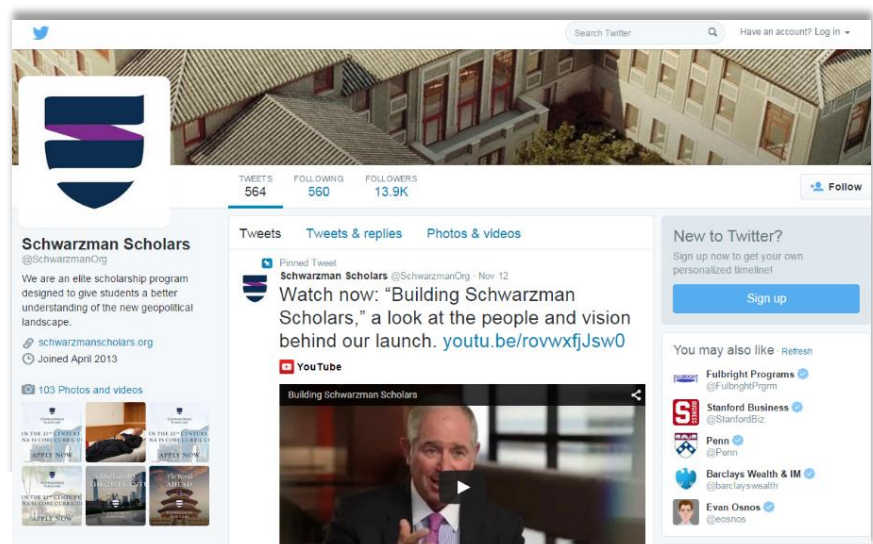 Search Twitter
Have an account? Log in
TWEETS FOLLOWING FOLLOWERS
564 560 13.9K
Follow
Schwarzman Scholars
@SchwarzmanOrg
We are an elite scholarship program
designed to give students a better
understanding of the new geopolitical
landscape.
schwarzmanscholars.org
Joined April 2013
103 Photos and videos
APPLY NOW
APPLY NOW
APPLY NOW
The World
AHEAD
Tweets Tweets & replies Photos & videos
Pinned Tweet
Schwarzman Scholars @SchwarzmanOrg · Nov 12
Watch now: “Building Schwarzman
Scholars,” a look at the people and vision
behind our launch. youtu.be/rovwxfjJsw0
YouTube
Building Schwarzman Scholars
New to Twitter?
Sign up now to get your own
personalized timeline!
Sign up
You may also like · Refresh
Fulbright Programs
@FulbrightPrgrm
Stanford Business
@StanfordBiz
Penn
@Penn
Barclays Wealth & IM
@barclayswealth
Evan Osnos
@eosnos